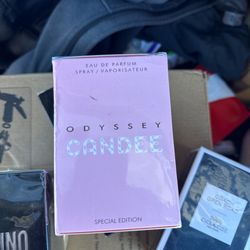 EAU DE PARFUM
SPRAY / VAPORISATEUR
ODYSSEY
CANDEE
SPECIAL EDITION